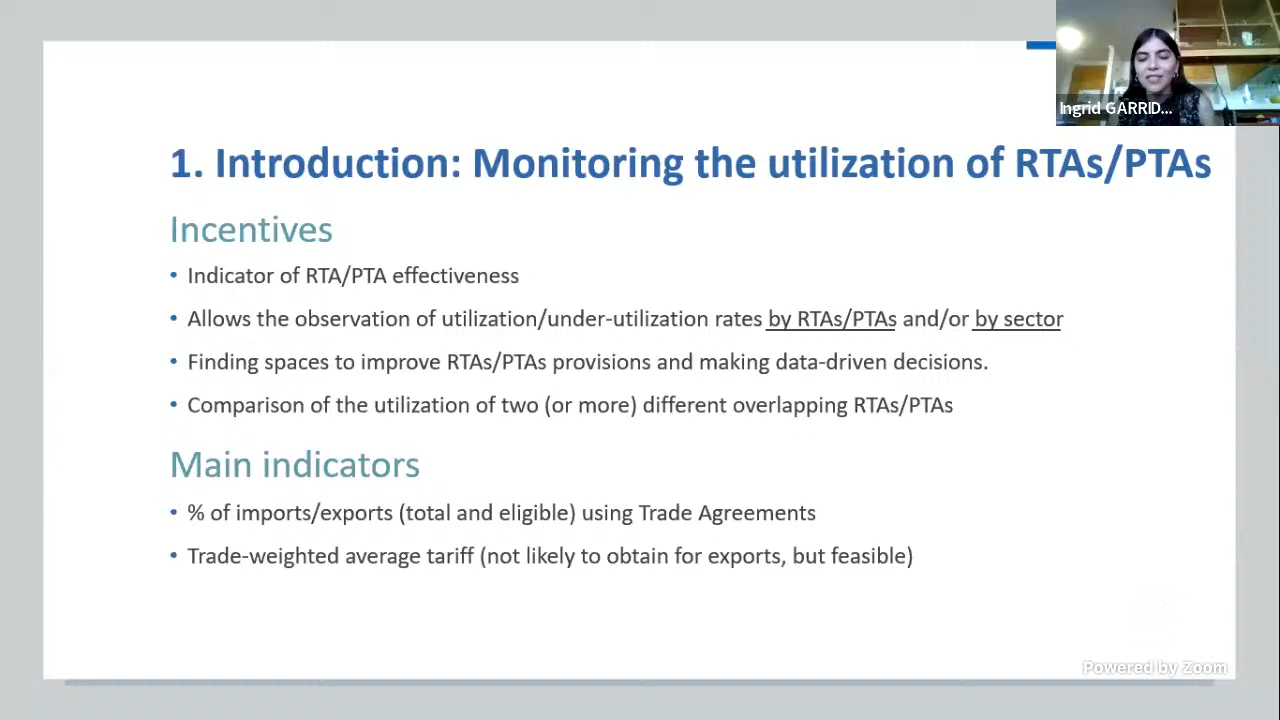 Ingrid GARRID...
1. Introduction: Monitoring the utilization of RTAs/PTAs
Incentives
• Indicator of RTA/PTA effectiveness
• Allows the observation of utilization/under-utilization rates by RTAs/PTAs and/or by sector
• Finding spaces to improve RTAs/PTAs provisions and making data-driven decisions.
• Comparison of the utilization of two (or more) different overlapping RTAs/PTAs
Main indicators
• % of imports/exports (total and eligible) using Trade Agreements
• Trade-weighted average tariff (not likely to obtain for exports, but feasible)
Powered by Zoom